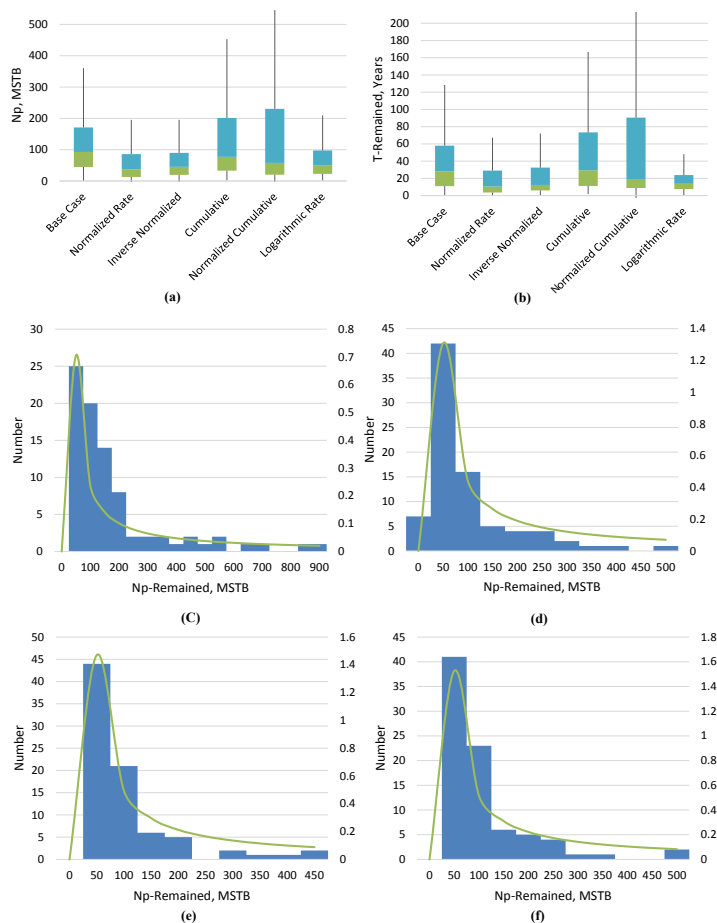 Np, MSTB
500
400
300
200
100
0
Base Case
Normalized Rate
Inverse Normalized
Cumulative
Normalized Cumulative
Logarithmic Rate
(a)
T-Remained, Years
200
180
160
140
120
100
80
60
40
20
0
Base Case
Normalized Rate
Inverse Normalized
Cumulative
Normalized Cumulative
Logarithmic Rate
(b)
Number
30
25
20
15
10
5
0
0.8
0.7
0.6
0.5
0.4
0.3
0.2
0.1
0
0 100 200 300 400 500 600 700 800 900
Np-Remained, MSTB
(C)
Number
45
40
35
30
25
20
15
10
5
0
1.4
1.2
1
0.8
0.6
0.4
0.2
0
0 50 100 150 200 250 300 350 400 450 500
Np-Remained, MSTB
(d)
Number
50
45
40
35
30
25
20
15
10
5
0
1.6
1.4
1.2
1
0.8
0.6
0.4
0.2
0
0 50 100 150 200 250 300 350 400 450
Np-Remained, MSTB
(e)
Number
45
40
35
30
25
20
15
10
5
0
1.8
1.6
1.4
1.2
1
0.8
0.6
0.4
0.2
0
0 50 100 150 200 250 300 350 400 450 500
Np-Remained, MSTB
(f)